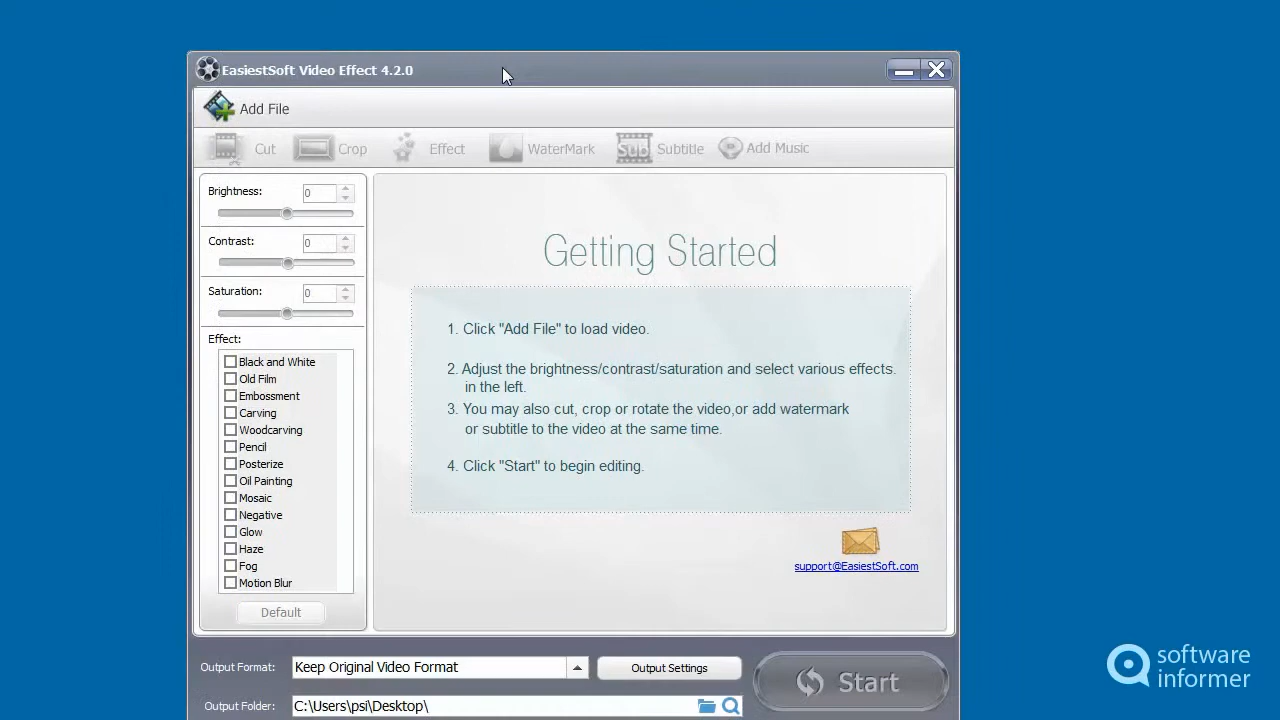 EasiestSoft Video Effect 4.2.0
Add File
Cut Crop Effect WaterMark Sub Subtitle Add Music
Brightness: 0
Contrast: 0
Saturation: 0
Effect:
Black and White
Old Film
Embossment
Carving
Woodcarving
Pencil
Posterize
Oil Painting
Mosaic
Negative
Glow
Haze
Fog
Motion Blur
Default
Getting Started
1. Click "Add File" to load video.
2. Adjust the brightness/contrast/saturation and select various effects.
in the left.
3. You may also cut, crop or rotate the video,or add watermark
or subtitle to the video at the same time.
4. Click "Start" to begin editing.
support@EasiestSoft.com
Output Format: Keep Original Video Format Output Settings
Start
Output Folder: C:\Users\psi\Desktop\
software
informer